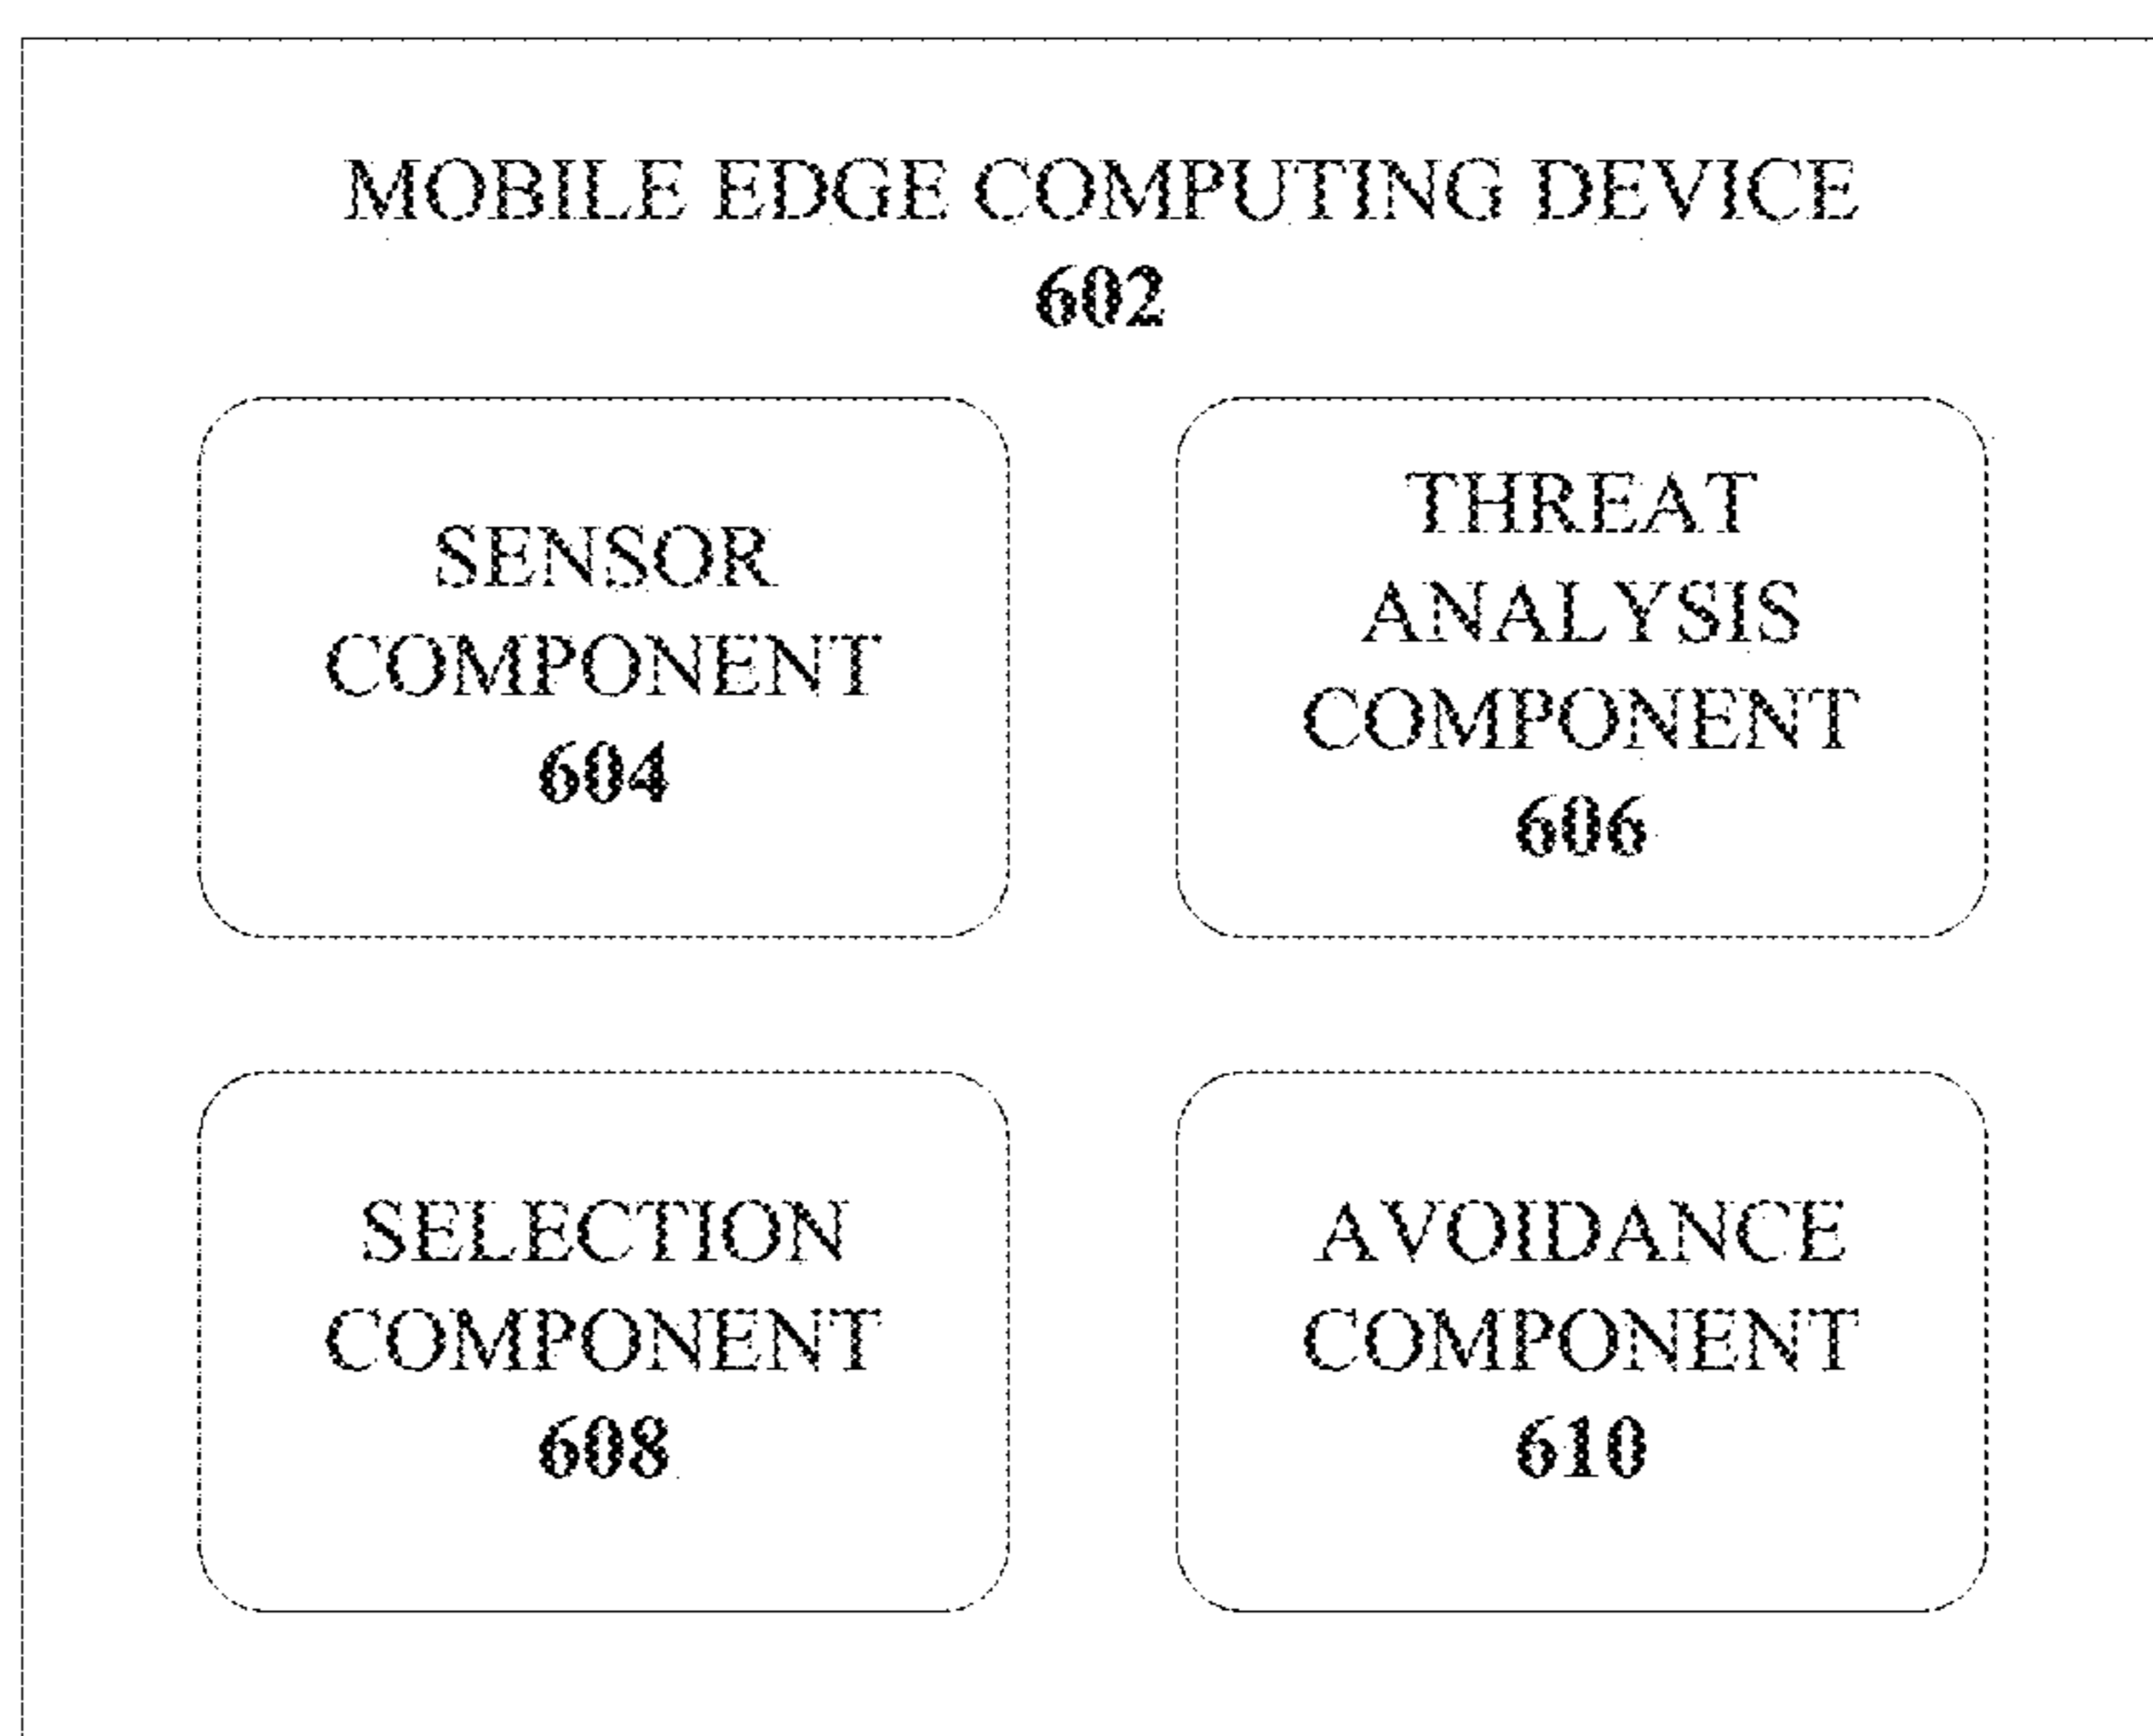 MOBILE EDGE COMPUTING DEVICE
602
SENSOR
COMPONENT
604
THREAT
ANALYSIS
COMPONENT
606
SELECTION
COMPONENT
608
AVOIDANCE
COMPONENT
610